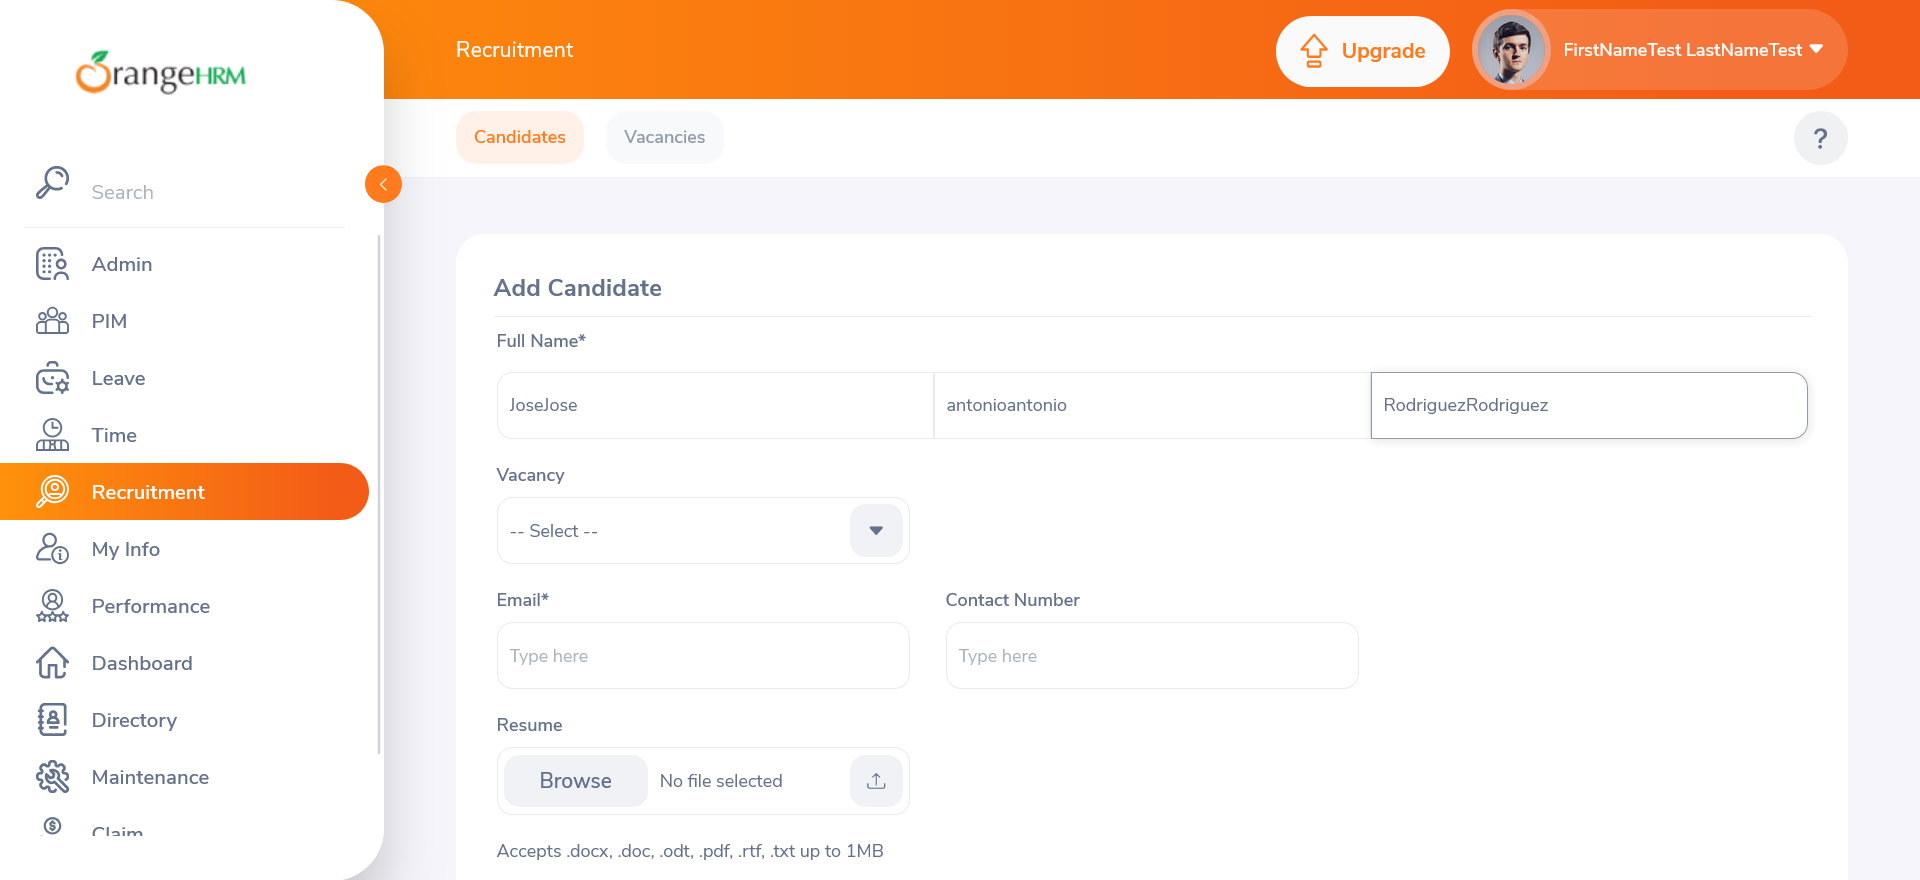 OrangeHRM
Recruitment
Upgrade
FirstNameTest LastNameTest
Candidates
Vacancies
?
Search
Admin
PIM
Leave
Time
Recruitment
My Info
Performance
Dashboard
Directory
Maintenance
Claim
Add Candidate
Full Name*
JoseJose
antonioantonio
RodriguezRodriguez
Vacancy
-- Select --
Email*
Contact Number
Type here
Type here
Resume
Browse
No file selected
Accepts .docx, .doc, .odt, .pdf, .rtf, .txt up to 1MB